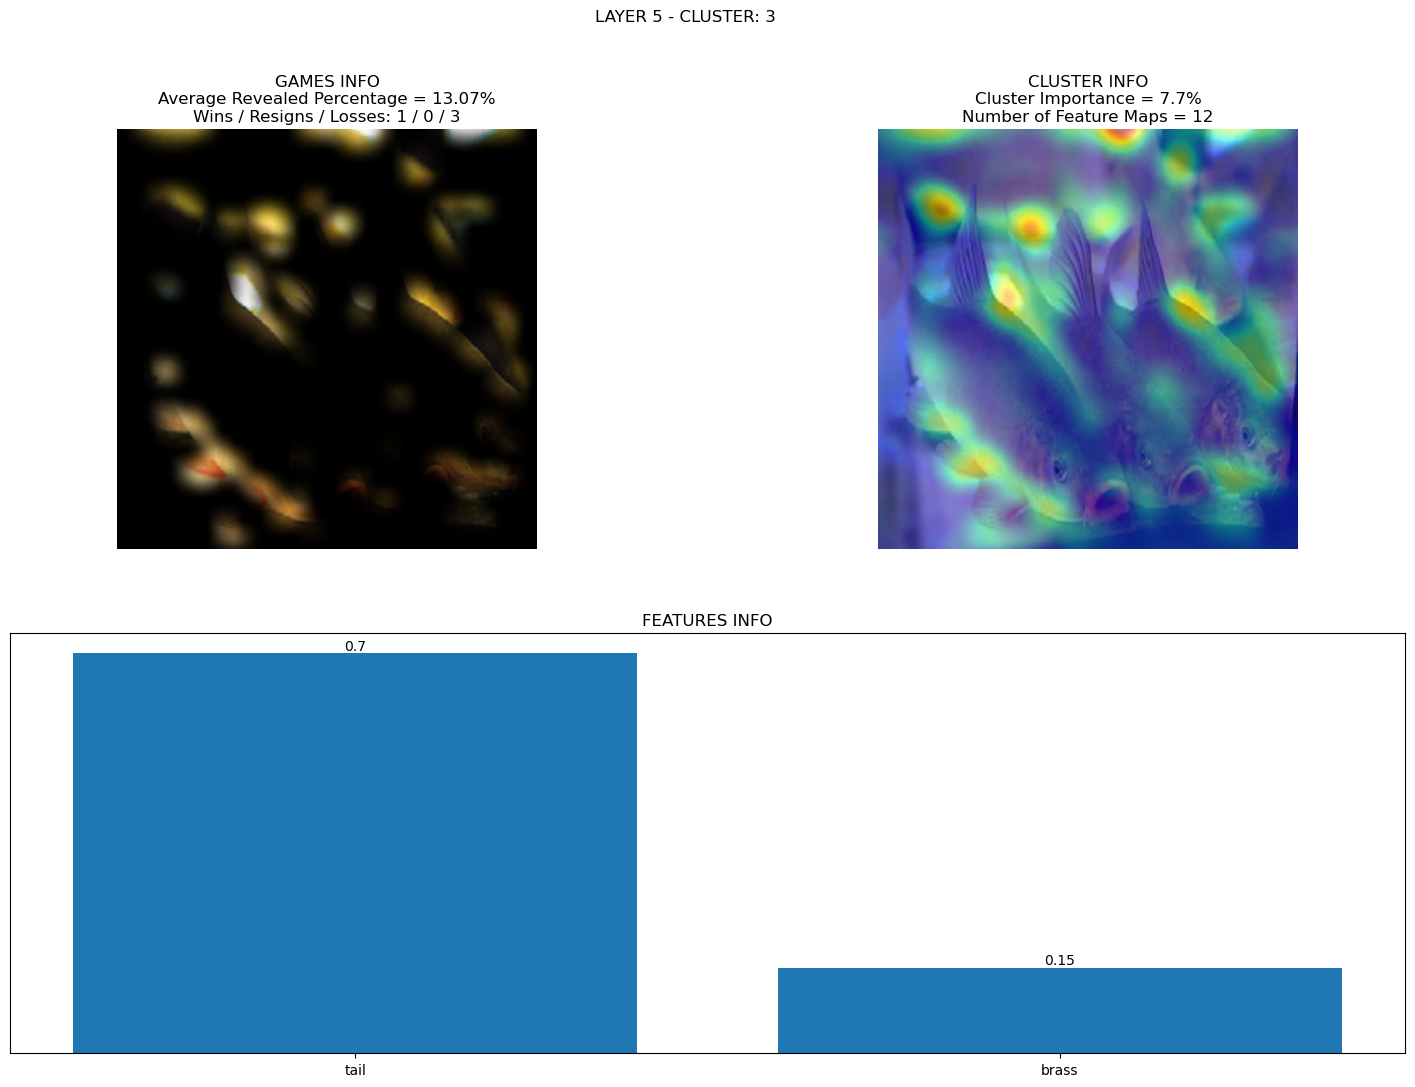 LAYER 5 - CLUSTER: 3
GAMES INFO
Average Revealed Percentage = 13.07%
Wins / Resigns / Losses: 1 / 0 / 3
CLUSTER INFO
Cluster Importance = 7.7%
Number of Feature Maps = 12
FEATURES INFO
0.7
0.15
tail
brass